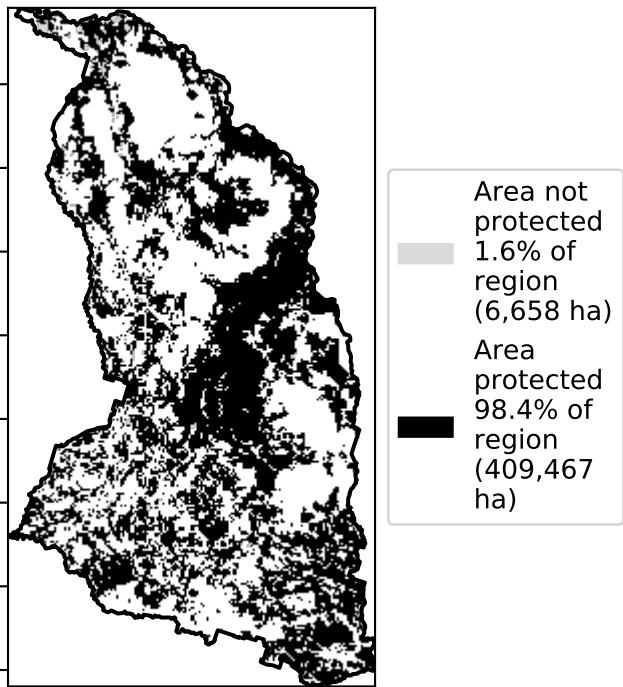 Area not
protected
1.6% of
region
(6,658 ha)
Area
protected
98.4% of
region
(409,467
ha)